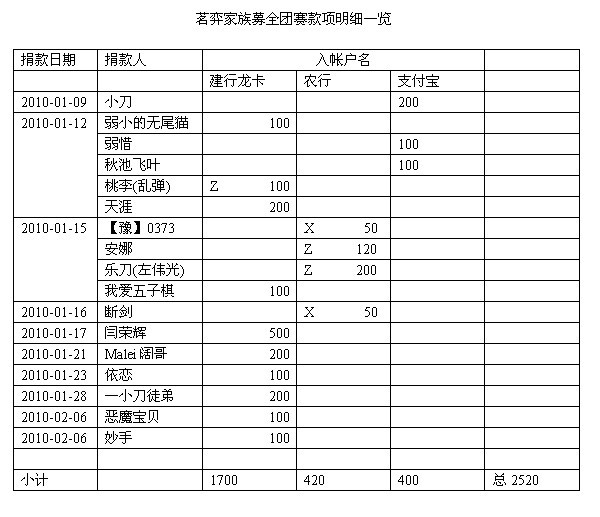 茗弈家族募全团赛款项明细一览
捐款日期 捐款人 入帐户名
建行龙卡 农行 支付宝
2010-01-09 小刀 200
2010-01-12 弱小的无尾猫 100
弱惜 100
秋池飞叶 100
桃李(乱弹) Z 100
天涯 200
2010-01-15 【豫】0373 X 50
安娜 Z 120
乐刀(左伟光) Z 200
我爱五子棋 100
2010-01-16 断剑 X 50
2010-01-17 闫荣辉 500
2010-01-21 Malei 阔哥 200
2010-01-23 依恋 100
2010-01-28 一小刀徒弟 200
2010-02-06 恶魔宝贝 100
2010-02-06 妙手 100
小计 1700 420 400 总 2520